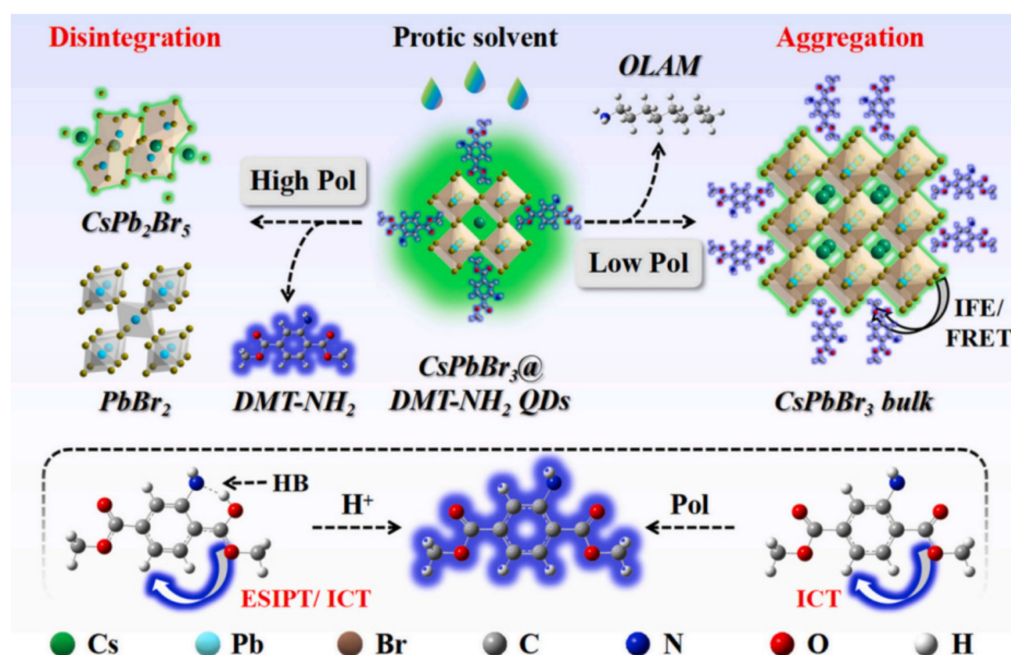 Disintegration
Protic solvent
Aggregation
OLAM
High Pol
CsPb₂Br₅
Low Pol
IFE/
FRET
PbBr₂
DMT-NH₂
CsPbBr₃@
DMT-NH₂ QDs
CsPbBr₃ bulk
HB
H⁺
Pol
ESIPT/ ICT
ICT
Cs
Pb
Br
C
N
O
H